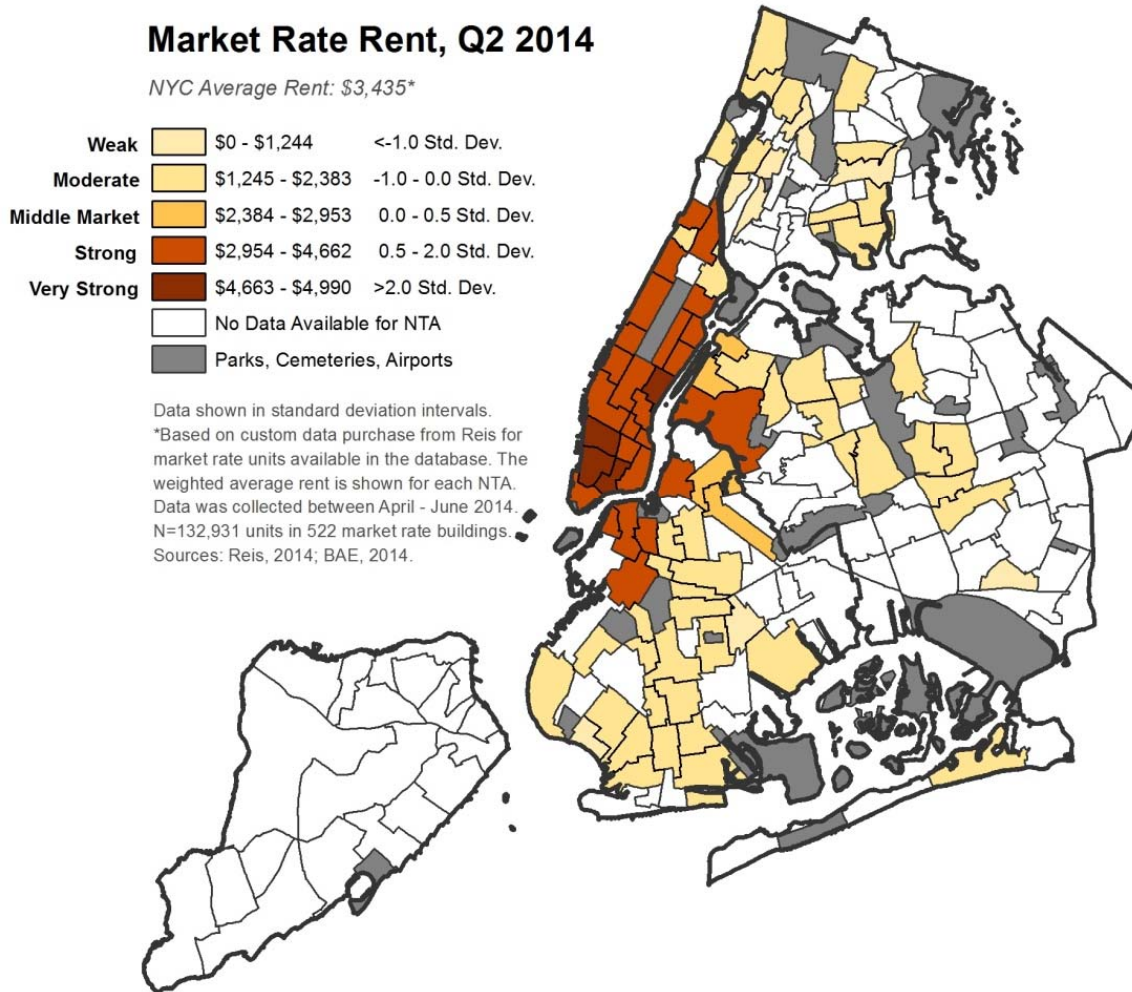 Market Rate Rent, Q2 2014
NYC Average Rent: $3,435*
Weak $0 - $1,244 <-1.0 Std. Dev.
Moderate $1,245 - $2,383 -1.0 - 0.0 Std. Dev.
Middle Market $2,384 - $2,953 0.0 - 0.5 Std. Dev.
Strong $2,954 - $4,662 0.5 - 2.0 Std. Dev.
Very Strong $4,663 - $4,990 >2.0 Std. Dev.
No Data Available for NTA
Parks, Cemeteries, Airports
Data shown in standard deviation intervals.
*Based on custom data purchase from Reis for
market rate units available in the database. The
weighted average rent is shown for each NTA.
Data was collected between April - June 2014.
N=132,931 units in 522 market rate buildings.
Sources: Reis, 2014; BAE, 2014.